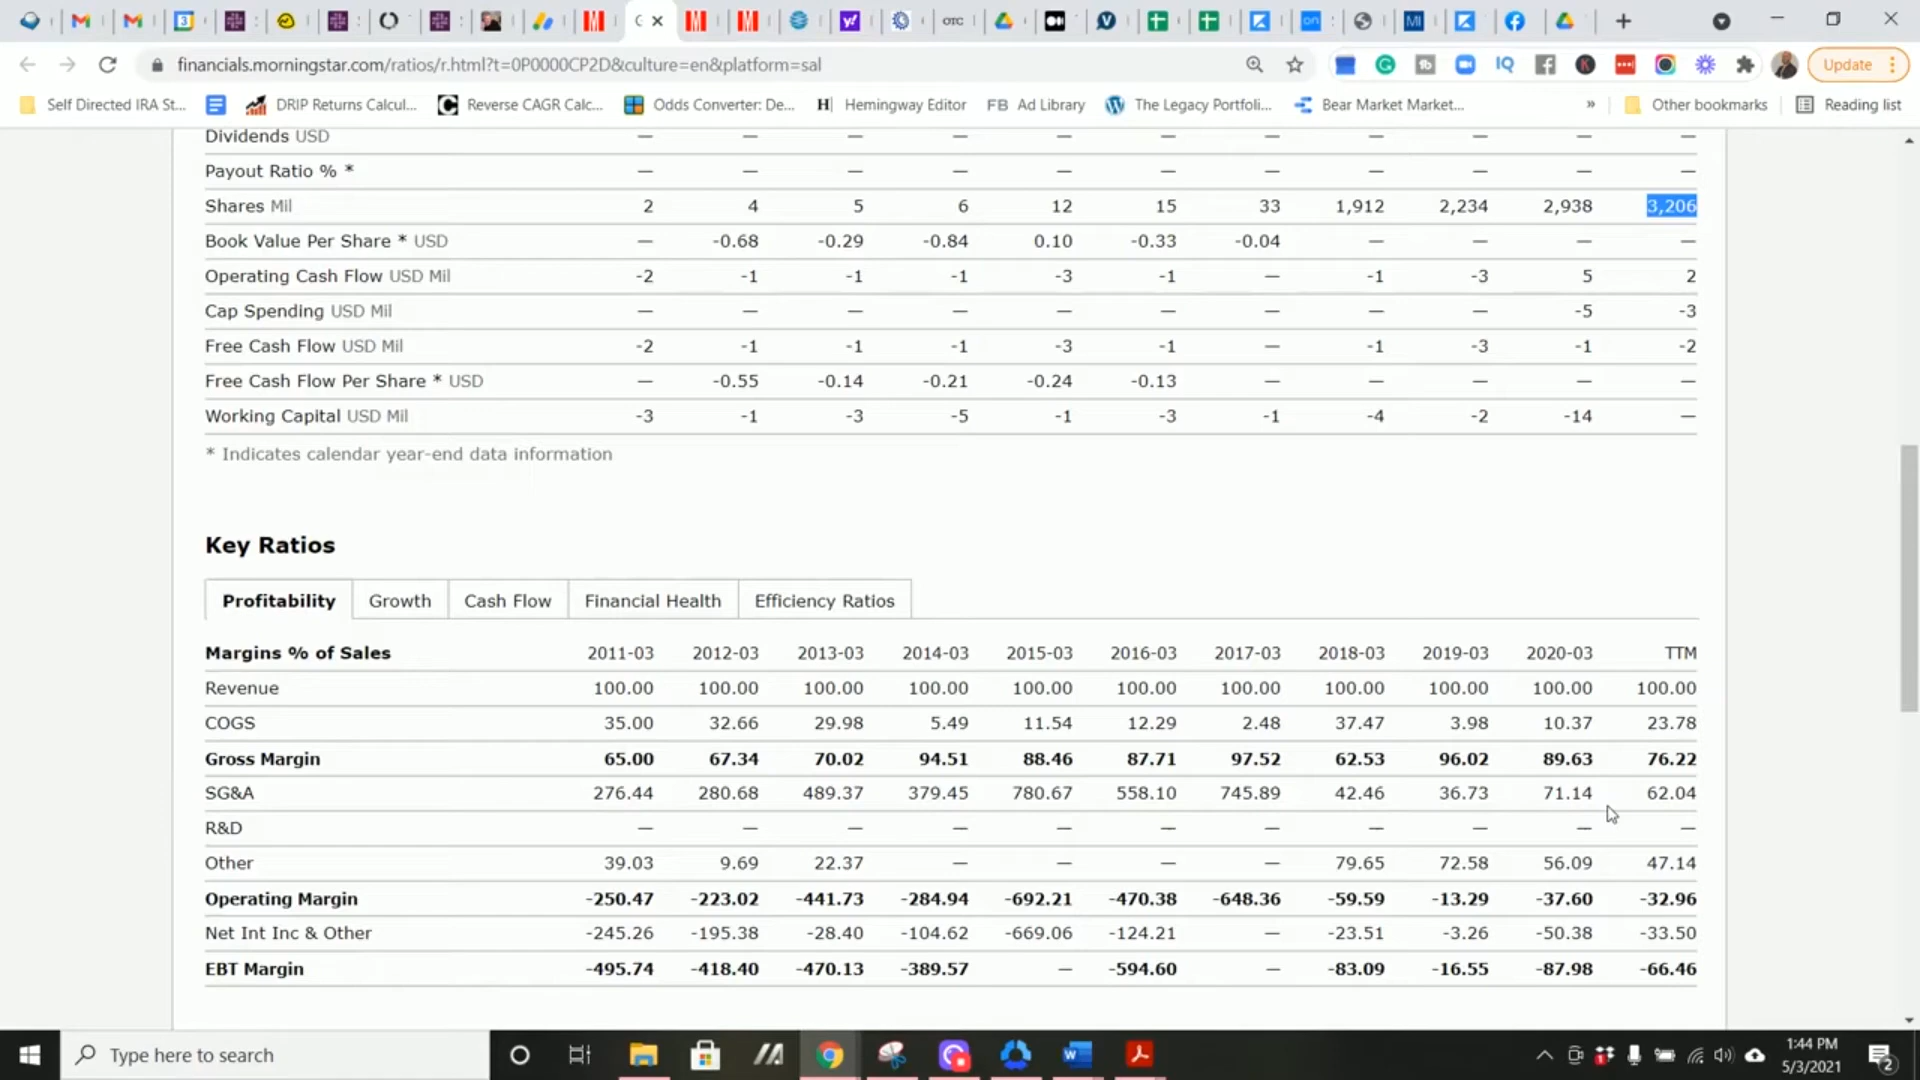 financials.morningstar.com/ratios/r.html?t=0P0000CP2D&culture=en&platform=sal
Update
Self Directed IRA St...
DRIP Returns Calcul...
Reverse CAGR Calc...
Odds Converter: De...
Hemingway Editor
FB Ad Library
The Legacy Portfoli...
Bear Market Market...
»
Other bookmarks
Reading list
Dividends USD — — — — — — — — — — —
Payout Ratio % * — — — — — — — — — — —
Shares Mil 2 4 5 6 12 15 33 1,912 2,234 2,938 3,206
Book Value Per Share * USD — -0.68 -0.29 -0.84 0.10 -0.33 -0.04 — — — —
Operating Cash Flow USD Mil -2 -1 -1 -1 -3 -1 — -1 -3 5 2
Cap Spending USD Mil — — — — — — — — — -5 -3
Free Cash Flow USD Mil -2 -1 -1 -1 -3 -1 — -1 -3 -1 -2
Free Cash Flow Per Share * USD — -0.55 -0.14 -0.21 -0.24 -0.13 — — — — —
Working Capital USD Mil -3 -1 -3 -5 -1 -3 -1 -4 -2 -14 —
* Indicates calendar year-end data information
Key Ratios
Profitability Growth Cash Flow Financial Health Efficiency Ratios
Margins % of Sales 2011-03 2012-03 2013-03 2014-03 2015-03 2016-03 2017-03 2018-03 2019-03 2020-03 TTM
Revenue 100.00 100.00 100.00 100.00 100.00 100.00 100.00 100.00 100.00 100.00 100.00
COGS 35.00 32.66 29.98 5.49 11.54 12.29 2.48 37.47 3.98 10.37 23.78
Gross Margin 65.00 67.34 70.02 94.51 88.46 87.71 97.52 62.53 96.02 89.63 76.22
SG&A 276.44 280.68 489.37 379.45 780.67 558.10 745.89 42.46 36.73 71.14 62.04
R&D — — — — — — — — — — —
Other 39.03 9.69 22.37 — — — — 79.65 72.58 56.09 47.14
Operating Margin -250.47 -223.02 -441.73 -284.94 -692.21 -470.38 -648.36 -59.59 -13.29 -37.60 -32.96
Net Int Inc & Other -245.26 -195.38 -28.40 -104.62 -669.06 -124.21 — -23.51 -3.26 -50.38 -33.50
EBT Margin -495.74 -418.40 -470.13 -389.57 — -594.60 — -83.09 -16.55 -87.98 -66.46
Type here to search
1:44 PM
5/3/2021
2